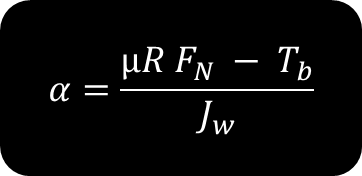 α = (μR F_N − T_b) / J_w